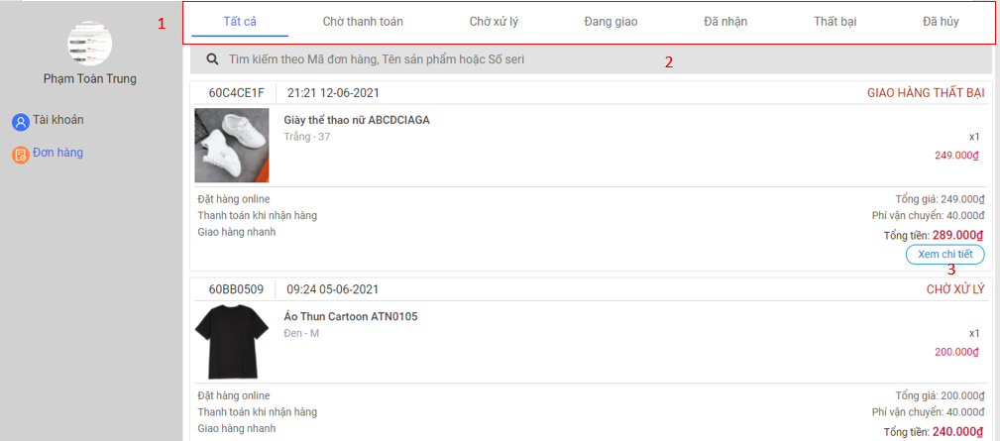 1
Tất cả
Chờ thanh toán
Chờ xử lý
Đang giao
Đã nhận
Thất bại
Đã hủy
Phạm Toàn Trung
Tài khoản
Đơn hàng
Tìm kiếm theo Mã đơn hàng, Tên sản phẩm hoặc Số seri
2
60C4CE1F
21:21 12-06-2021
GIAO HÀNG THẤT BẠI
Giày thể thao nữ ABCDCIAGA
Trắng - 37
x1
249.000₫
Đặt hàng online
Thanh toán khi nhận hàng
Giao hàng nhanh
Tổng giá: 249.000₫
Phí vận chuyển: 40.000đ
Tổng tiền: 289.000₫
Xem chi tiết
3
60BB0509
09:24 05-06-2021
CHỜ XỬ LÝ
Áo Thun Cartoon ATN0105
Đen - M
x1
200.000₫
Đặt hàng online
Thanh toán khi nhận hàng
Giao hàng nhanh
Tổng giá: 200.000₫
Phí vận chuyển: 40.000đ
Tổng tiền: 240.000₫